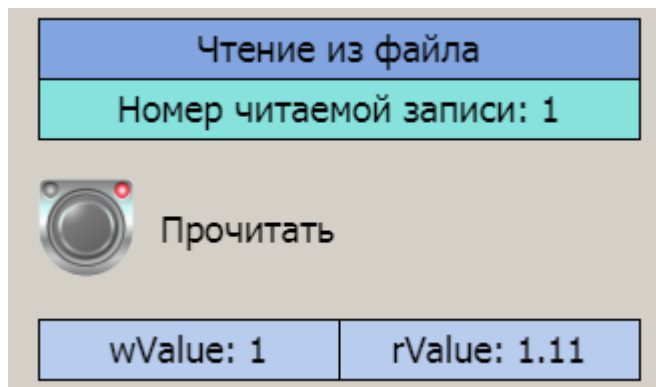 Чтение из файла
Номер читаемой записи: 1
Прочитать
wValue: 1 rValue: 1.11